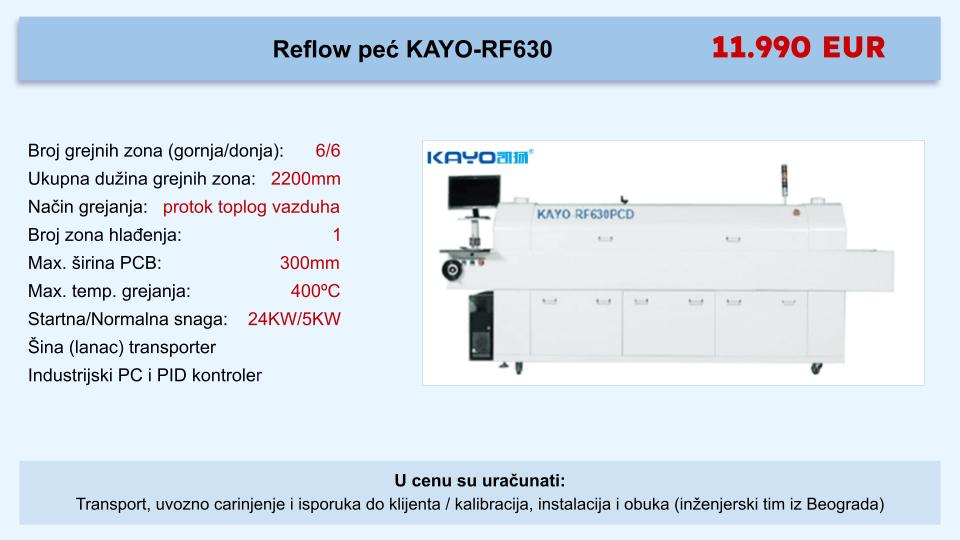 Reflow peć KAYO-RF630
11.990 EUR
Broj grejnih zona (gornja/donja): 6/6
Ukupna dužina grejnih zona: 2200mm
Način grejanja: protok toplog vazduha
Broj zona hlađenja: 1
Max. širina PCB: 300mm
Max. temp. grejanja: 400ºC
Startna/Normalna snaga: 24KW/5KW
Šina (lanac) transporter
Industrijski PC i PID kontroler
KAYO凯扬®
KAYO-RF630PCD
U cenu su uračunati:
Transport, uvozno carinjenje i isporuka do klijenta / kalibracija, instalacija i obuka (inženjerski tim iz Beograda)